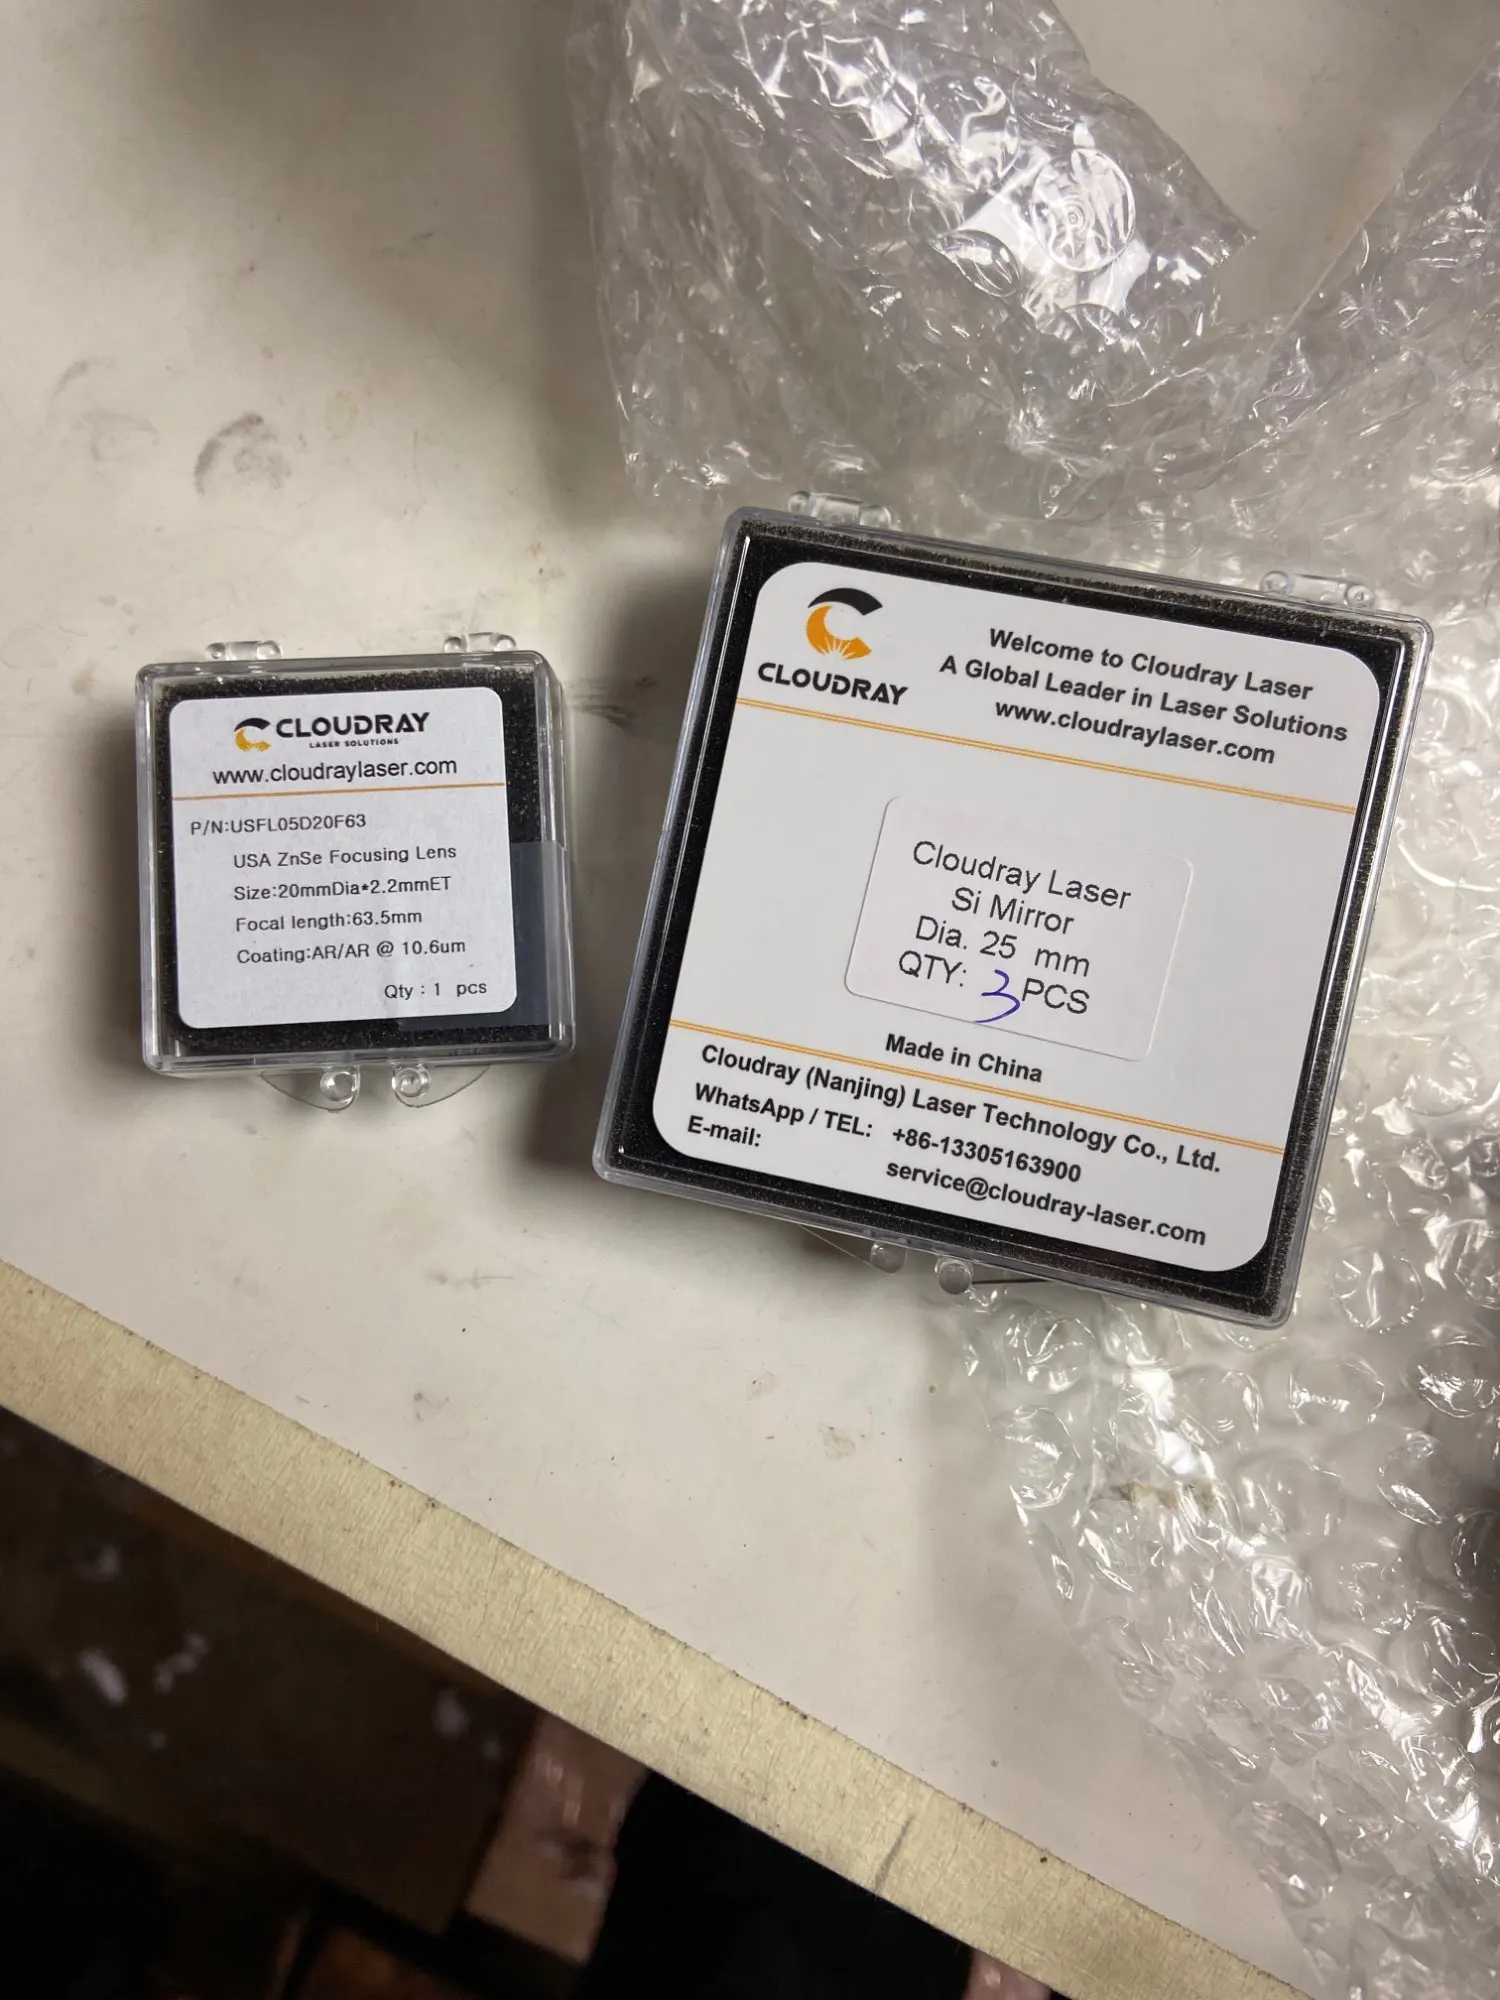 CLOUDRAY
LASER SOLUTIONS
www.cloudraylaser.com
P/N:USFL05D20F63
USA ZnSe Focusing Lens
Size:20mmDia*2.2mmET
Focal length:63.5mm
Coating:AR/AR @ 10.6um
Qty : 1 pcs
CLOUDRAY
Welcome to Cloudray Laser
A Global Leader in Laser Solutions
www.cloudraylaser.com
Cloudray Laser
Si Mirror
Dia. 25 mm
QTY: 3 PCS
Made in China
Cloudray (Nanjing) Laser Technology Co., Ltd.
WhatsApp / TEL: +86-13305163900
E-mail: service@cloudray-laser.com